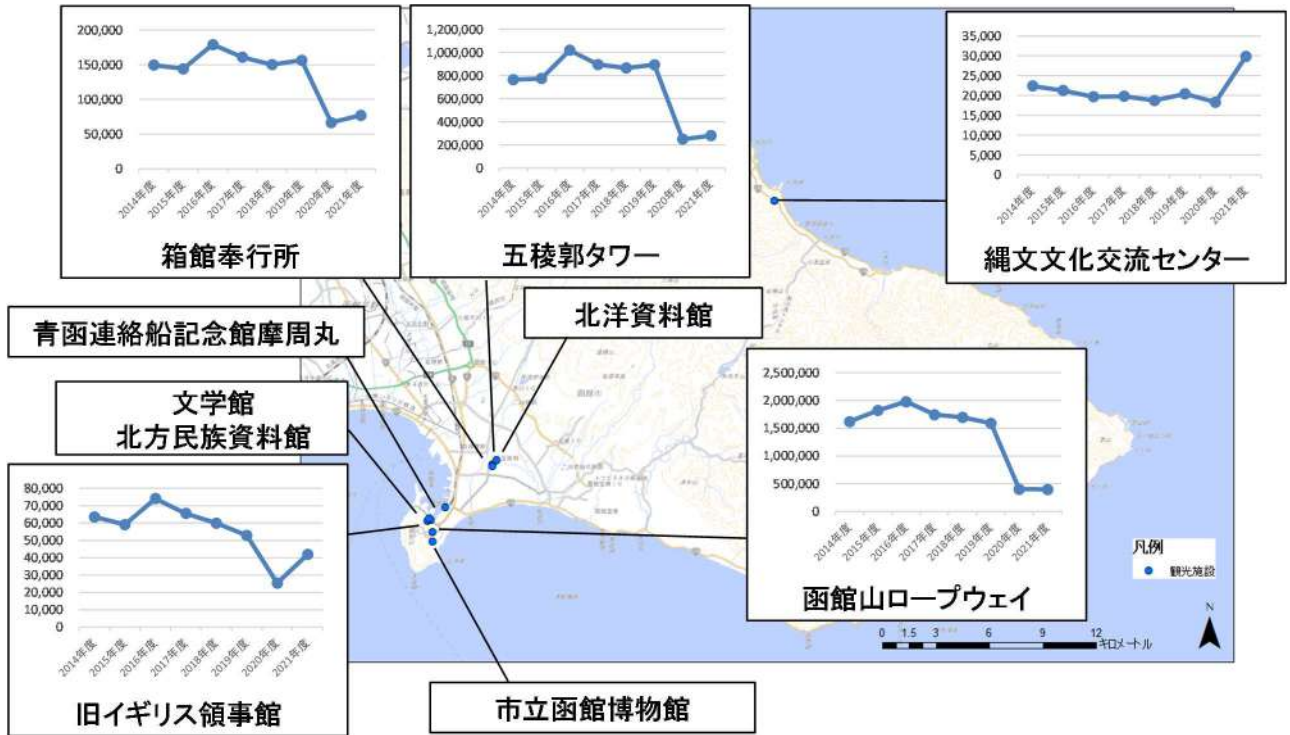 200,000
150,000
100,000
50,000
0
2014年度
2015年度
2016年度
2017年度
2018年度
2019年度
2020年度
2021年度
箱館奉行所
1,200,000
1,000,000
800,000
600,000
400,000
200,000
0
2014年度
2015年度
2016年度
2017年度
2018年度
2019年度
2020年度
2021年度
五稜郭タワー
35,000
30,000
25,000
20,000
15,000
10,000
5,000
0
2014年度
2015年度
2016年度
2017年度
2018年度
2019年度
2020年度
2021年度
縄文文化交流センター
青函連絡船記念館摩周丸
北洋資料館
文学館
北方民族資料館
2,500,000
2,000,000
1,500,000
1,000,000
500,000
0
2014年度
2015年度
2016年度
2017年度
2018年度
2019年度
2020年度
2021年度
函館山ロープウェイ
80,000
70,000
60,000
50,000
40,000
30,000
20,000
10,000
0
2014年度
2015年度
2016年度
2017年度
2018年度
2019年度
2020年度
2021年度
旧イギリス領事館
市立函館博物館
凡例
観光施設
N
0 1.5 3 6 9 12
キロメートル